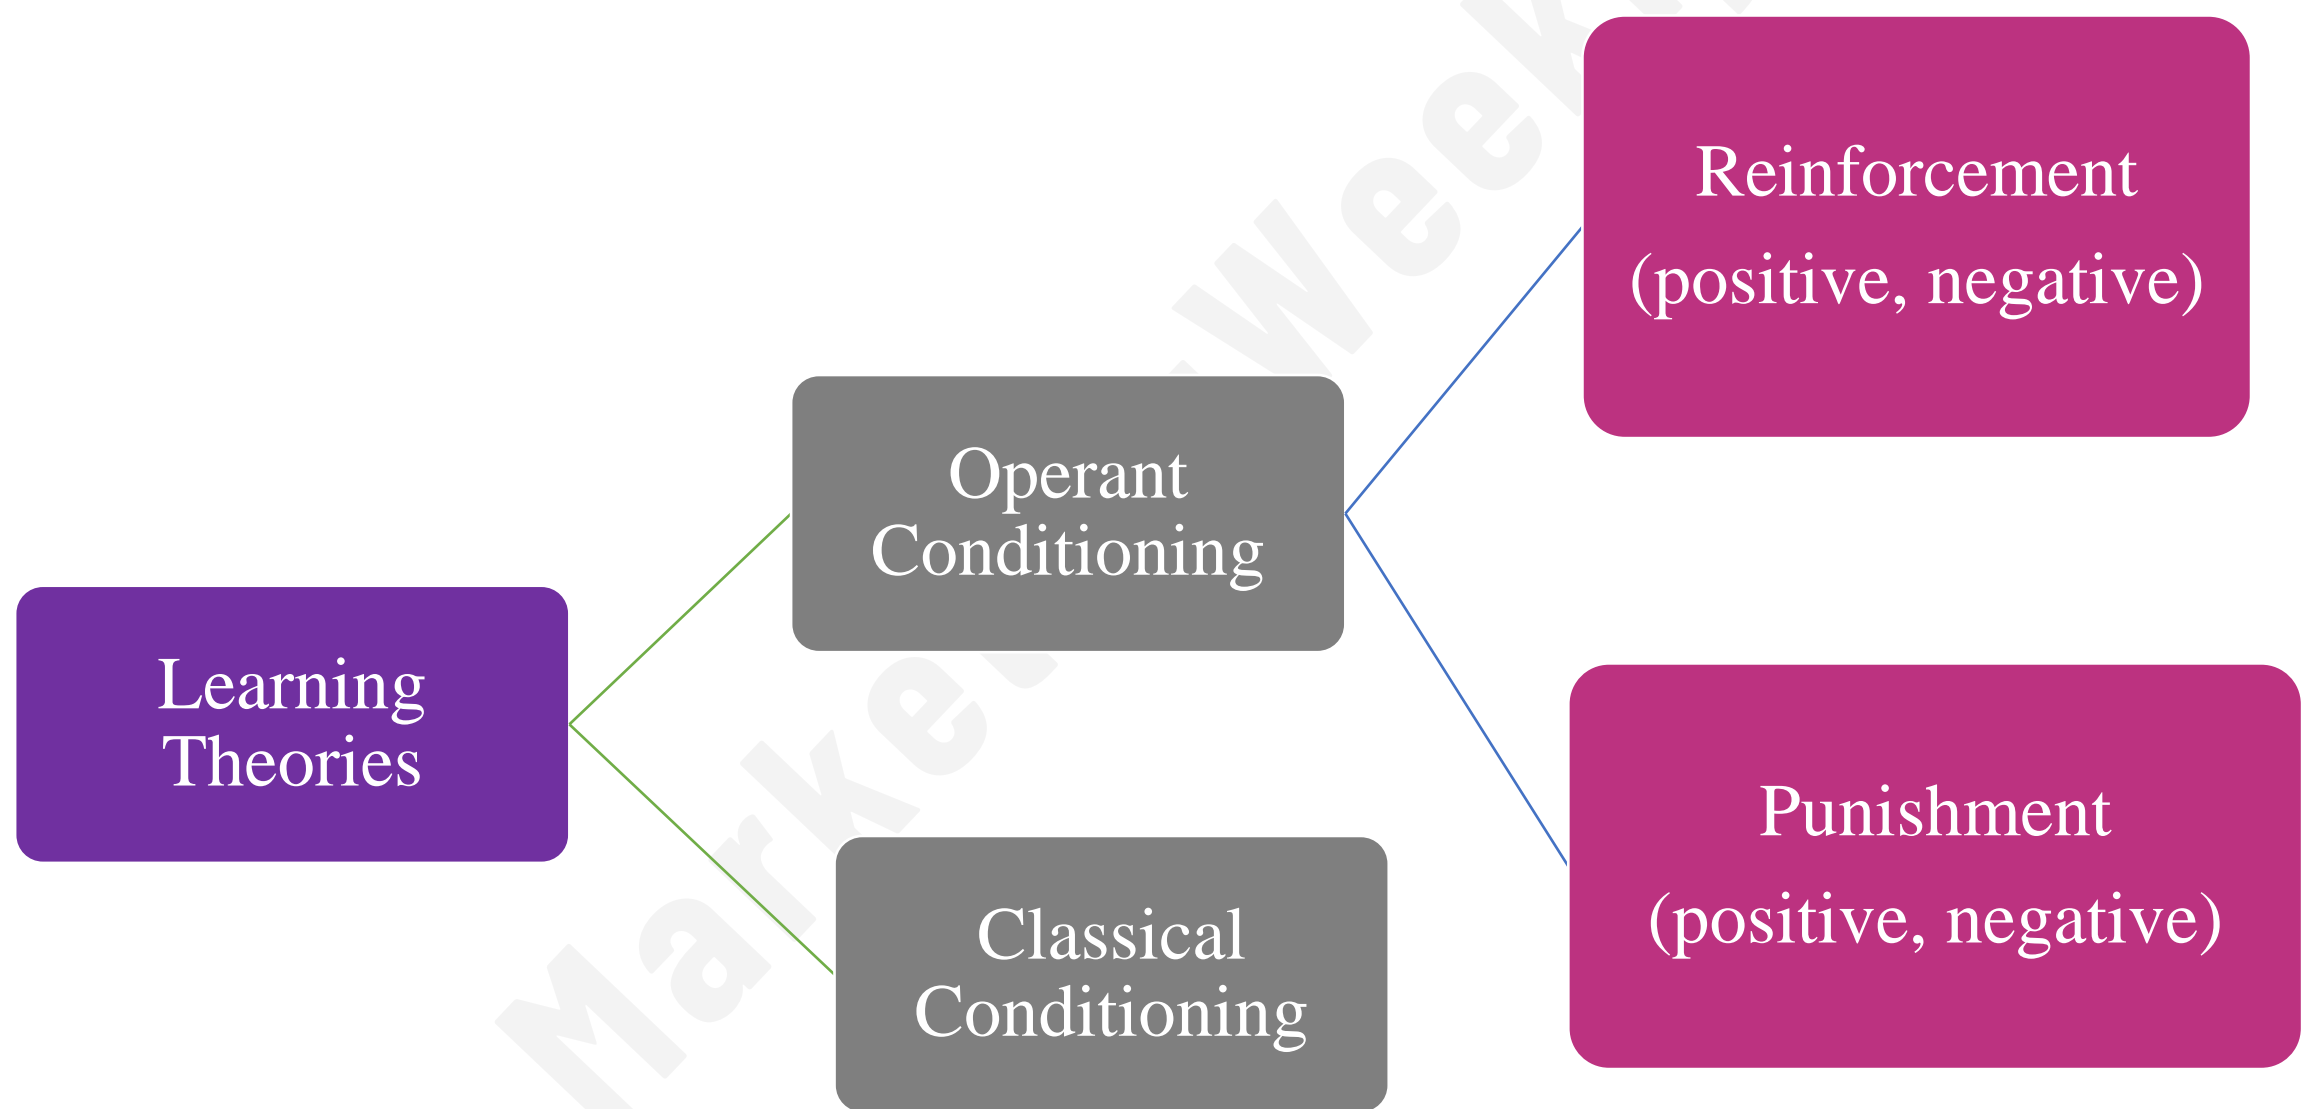 Reinforcement
(positive, negative)
Operant
Conditioning
Learning
Theories
Punishment
(positive, negative)
Classical
Conditioning